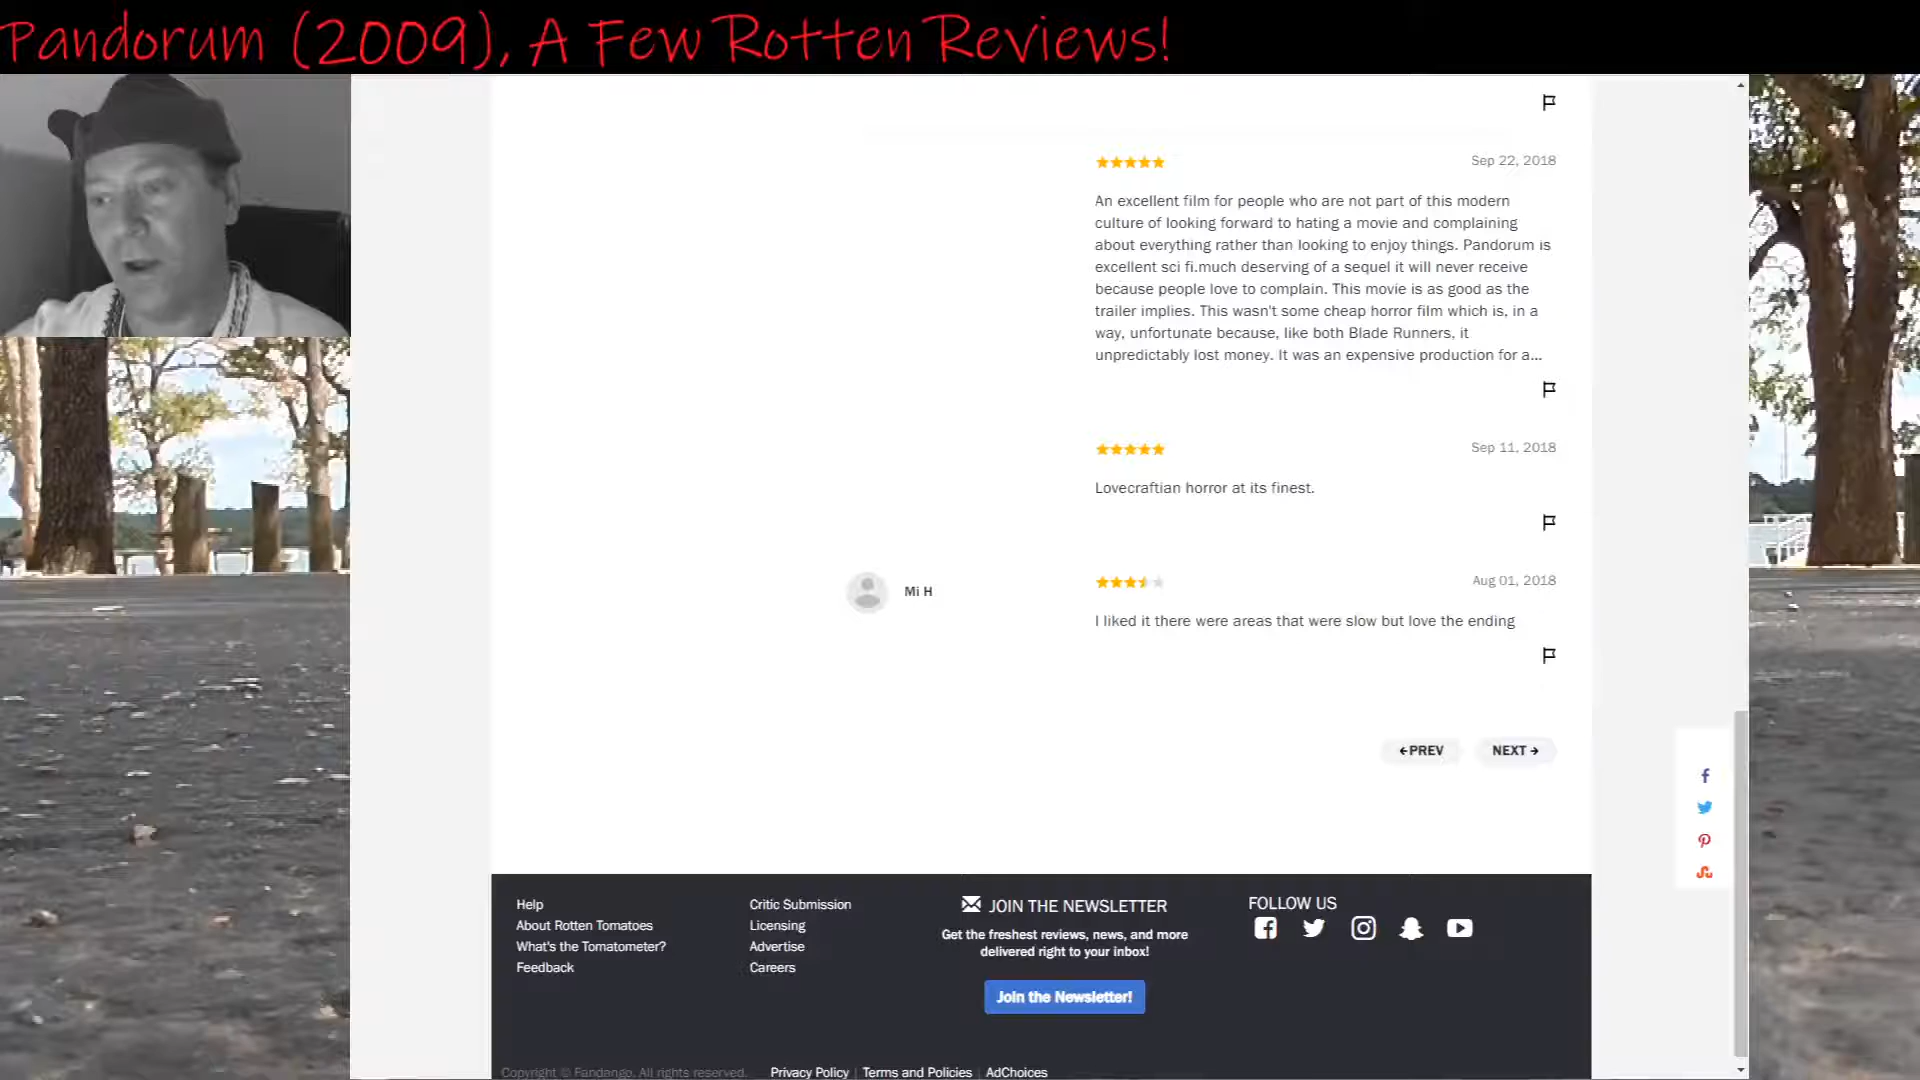 Pandorum (2009), A Few Rotten Reviews!
Sep 22, 2018
An excellent film for people who are not part of this modern
culture of looking forward to hating a movie and complaining
about everything rather than looking to enjoy things. Pandorum is
excellent sci fi.much deserving of a sequel it will never receive
because people love to complain. This movie is as good as the
trailer implies. This wasn't some cheap horror film which is, in a
way, unfortunate because, like both Blade Runners, it
unpredictably lost money. It was an expensive production for a...
Sep 11, 2018
Lovecraftian horror at its finest.
Mi H
Aug 01, 2018
I liked it there were areas that were slow but love the ending
←PREV
NEXT→
Help
About Rotten Tomatoes
What's the Tomatometer?
Feedback
Critic Submission
Licensing
Advertise
Careers
JOIN THE NEWSLETTER
Get the freshest reviews, news, and more
delivered right to your inbox!
Join the Newsletter!
FOLLOW US
Copyright © Fandango. All rights reserved. Privacy Policy | Terms and Policies | AdChoices